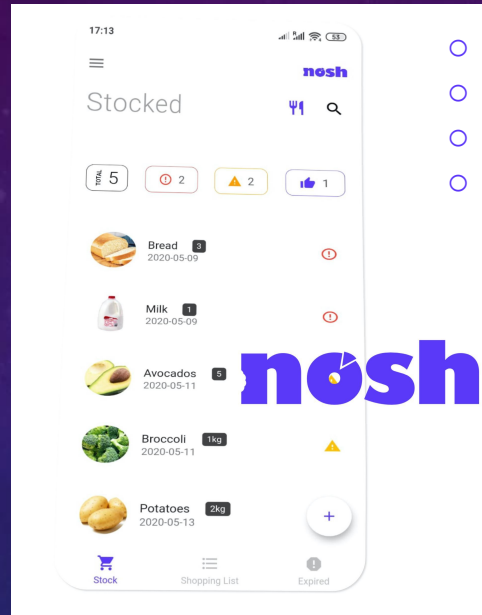 17:13
53
nosh
Stocked
TOTAL 5
2
2
1
Bread 3
2020-05-09
Milk 1
2020-05-09
Avocados 5
2020-05-11
nosh
Broccoli 1kg
2020-05-11
Potatoes 2kg
2020-05-13
+
Stock
Shopping List
Expired